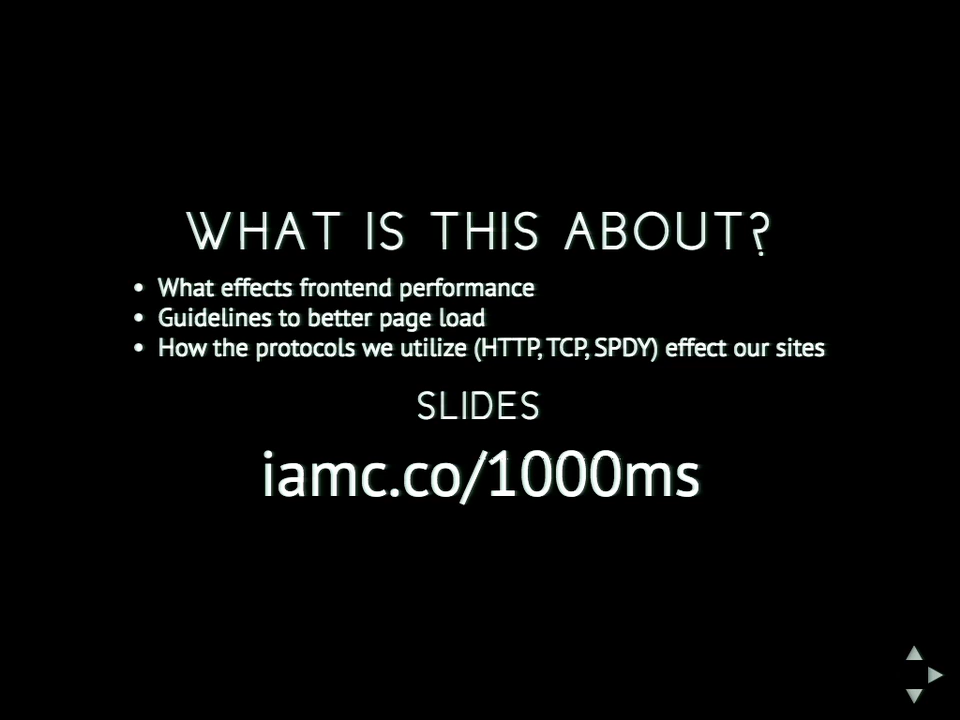 WHAT IS THIS ABOUT?
• What effects frontend performance
• Guidelines to better page load
• How the protocols we utilize (HTTP, TCP, SPDY) effect our sites
SLIDES
iamc.co/1000ms